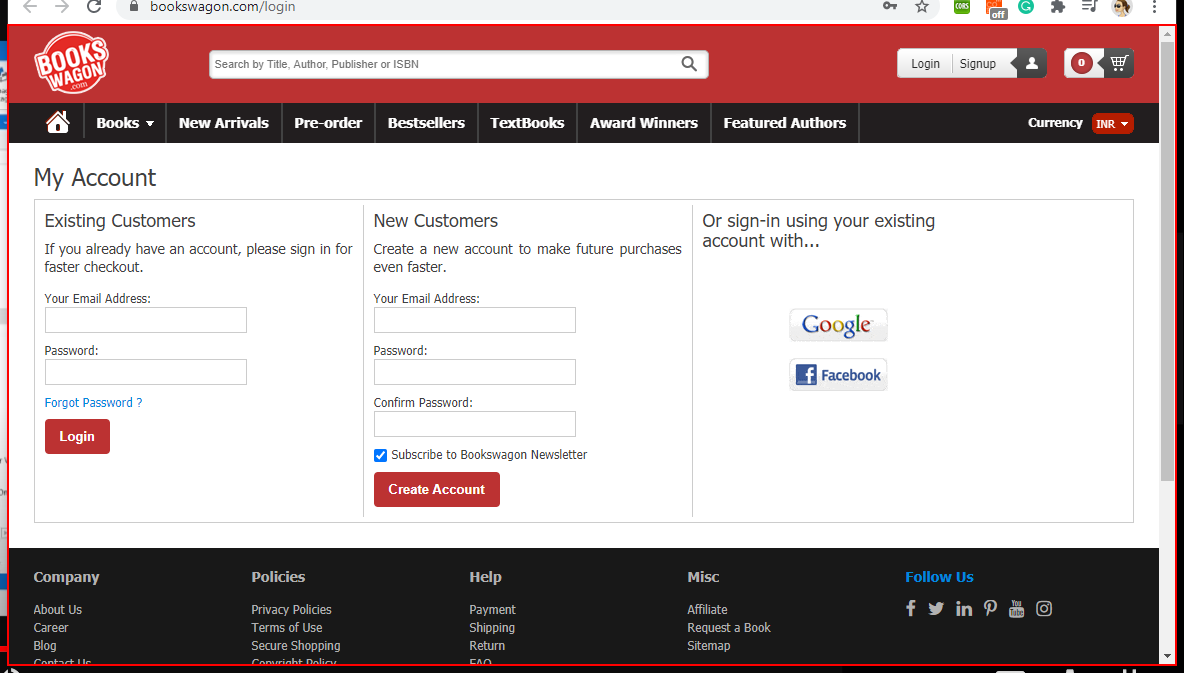 bookswagon.com/login
CORS
off
BOOKS
WAGON
.com
Search by Title, Author, Publisher or ISBN
Login Signup
0
Books New Arrivals Pre-order Bestsellers TextBooks Award Winners Featured Authors Currency INR
My Account
Existing Customers
If you already have an account, please sign in for
faster checkout.
Your Email Address:
Password:
Forgot Password ?
Login
New Customers
Create a new account to make future purchases
even faster.
Your Email Address:
Password:
Confirm Password:
Subscribe to Bookswagon Newsletter
Create Account
Or sign-in using your existing
account with...
Google
Facebook
Company
About Us
Career
Blog
Contact Us
Policies
Privacy Policies
Terms of Use
Secure Shopping
Copyright Policy
Help
Payment
Shipping
Return
FAQ
Misc
Affiliate
Request a Book
Sitemap
Follow Us
You
Tube